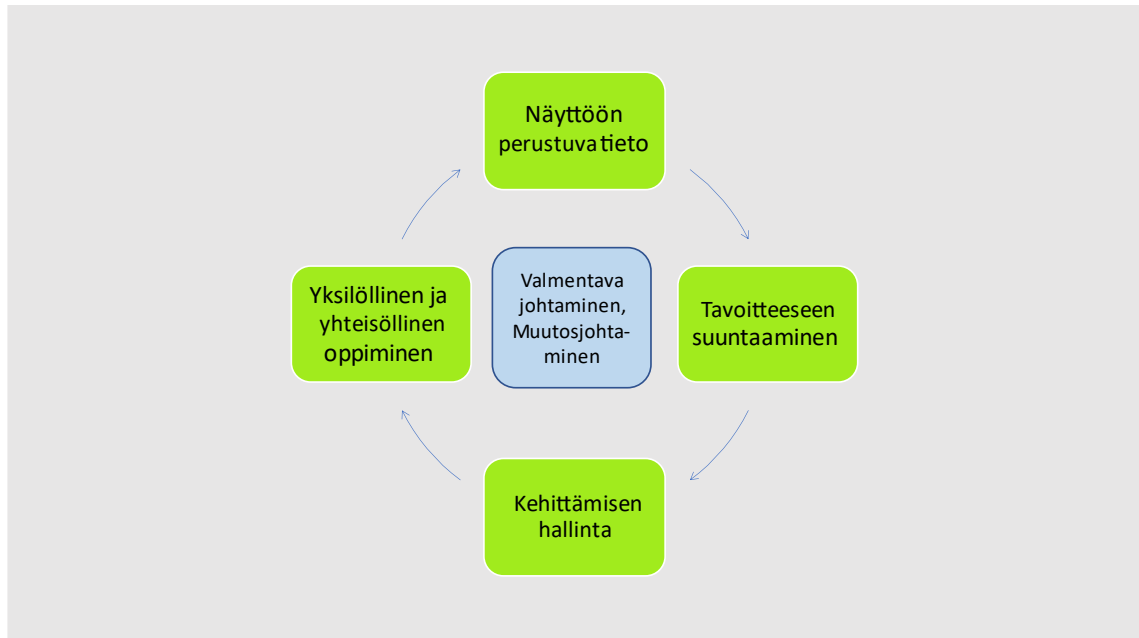 Näyttöön
perustuva tieto
Yksilöllinen ja
yhteisöllinen
oppiminen
Valmentava
johtaminen,
Muutosjohta-
minen
Tavoitteeseen
suuntaaminen
Kehittämisen
hallinta